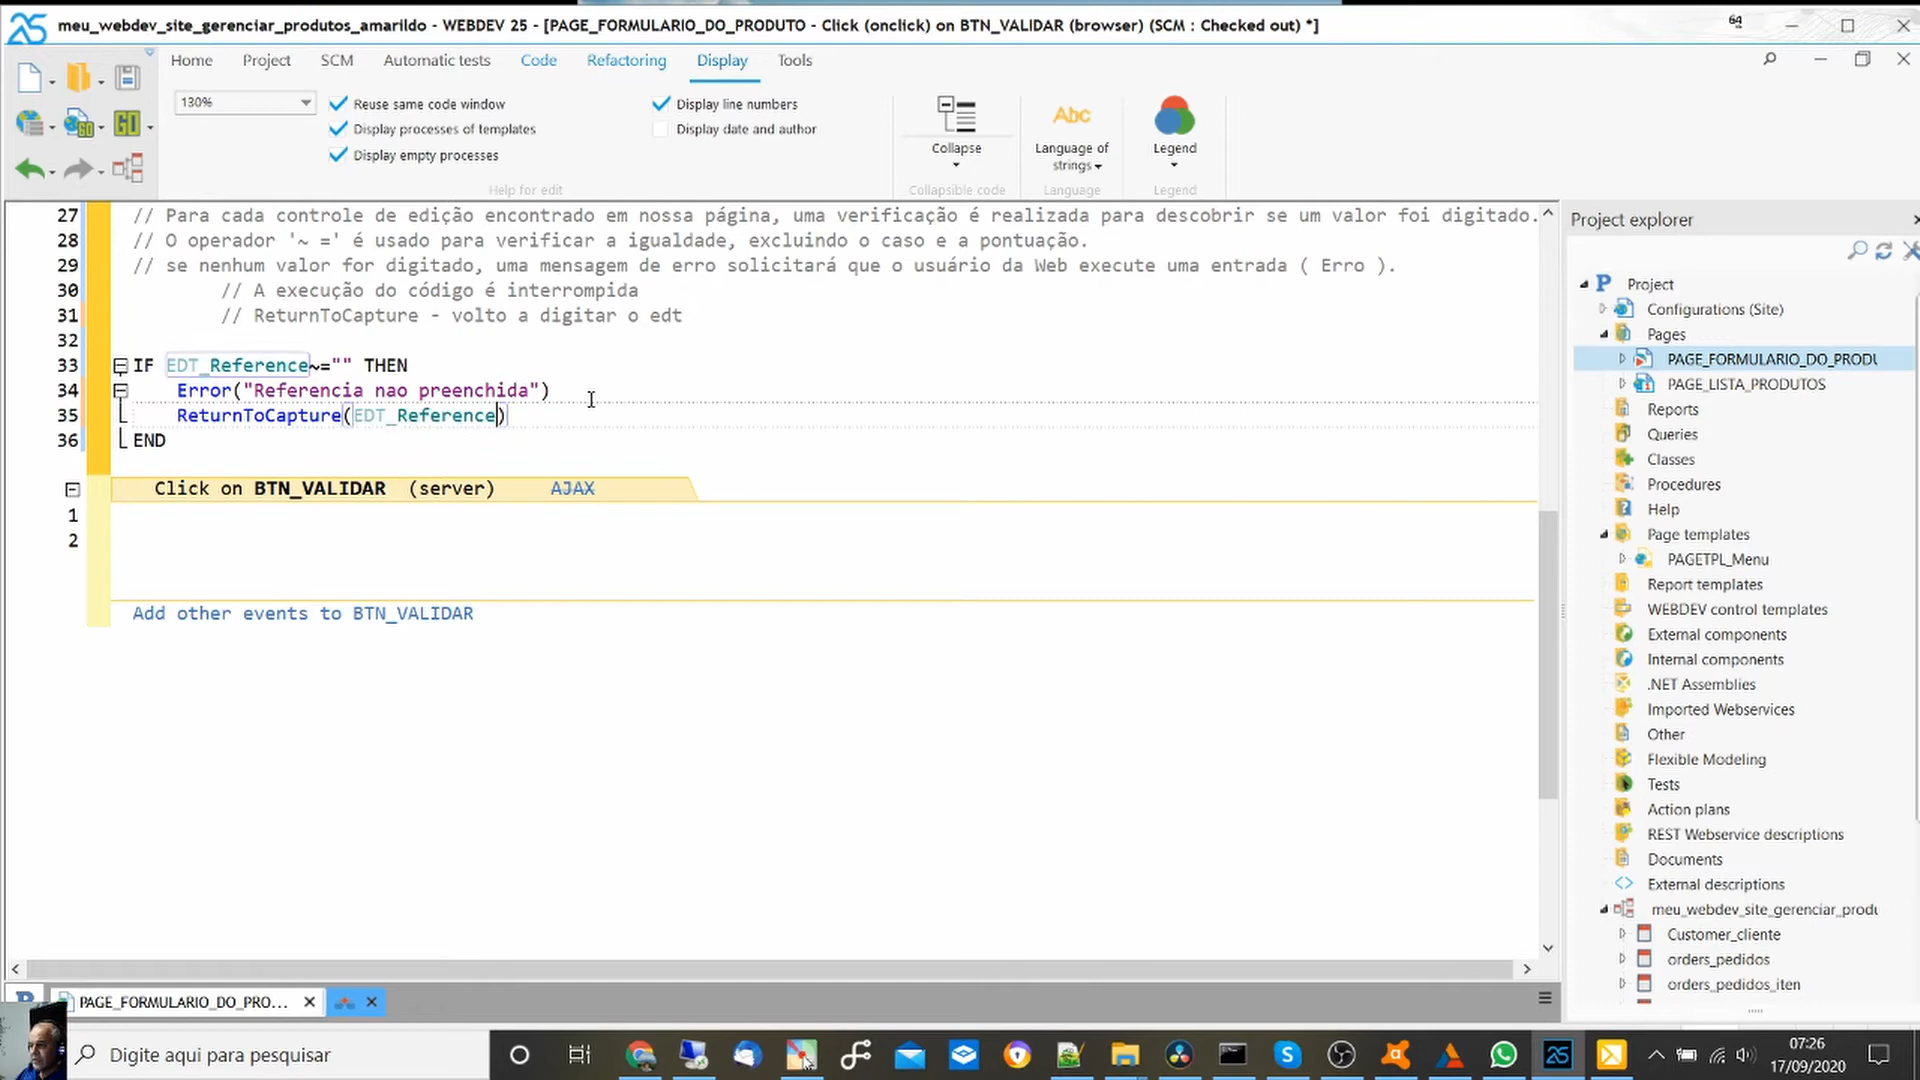 meu_webdev_site_gerenciar_produtos_amarildo - WEBDEV 25 - [PAGE_FORMULARIO_DO_PRODUTO - Click (onclick) on BTN_VALIDAR (browser) (SCM : Checked out) *]
64
Home Project SCM Automatic tests Code Refactoring Display Tools
130%
Reuse same code window
Display line numbers
Display processes of templates
Display date and author
Display empty processes
Help for edit
Collapse
Collapsible code
Abc
Language of
strings
Language
Legend
Legend
GO
GO
27 // Para cada controle de edição encontrado em nossa página, uma verificação é realizada para descobrir se um valor foi digitado.
28 // O operador '~ =' é usado para verificar a igualdade, excluindo o caso e a pontuação.
29 // se nenhum valor for digitado, uma mensagem de erro solicitará que o usuário da Web execute uma entrada ( Erro ).
30 // A execução do código é interrompida
31 // ReturnToCapture - volto a digitar o edt
32
33 IF EDT_Reference~="" THEN
34 Error("Referencia nao preenchida")
35 ReturnToCapture(EDT_Reference)
36 END
Click on BTN_VALIDAR (server) AJAX
1
2
Add other events to BTN_VALIDAR
Project explorer
Project
Configurations (Site)
Pages
PAGE_FORMULARIO_DO_PRODU
PAGE_LISTA_PRODUTOS
Reports
Queries
Classes
Procedures
Help
Page templates
PAGETPL_Menu
Report templates
WEBDEV control templates
External components
Internal components
.NET Assemblies
Imported Webservices
Other
Flexible Modeling
Tests
Action plans
REST Webservice descriptions
Documents
External descriptions
meu_webdev_site_gerenciar_produ
Customer_cliente
orders_pedidos
orders_pedidos_iten
PAGE_FORMULARIO_DO_PRO...
Digite aqui para pesquisar
07:26
17/09/2020